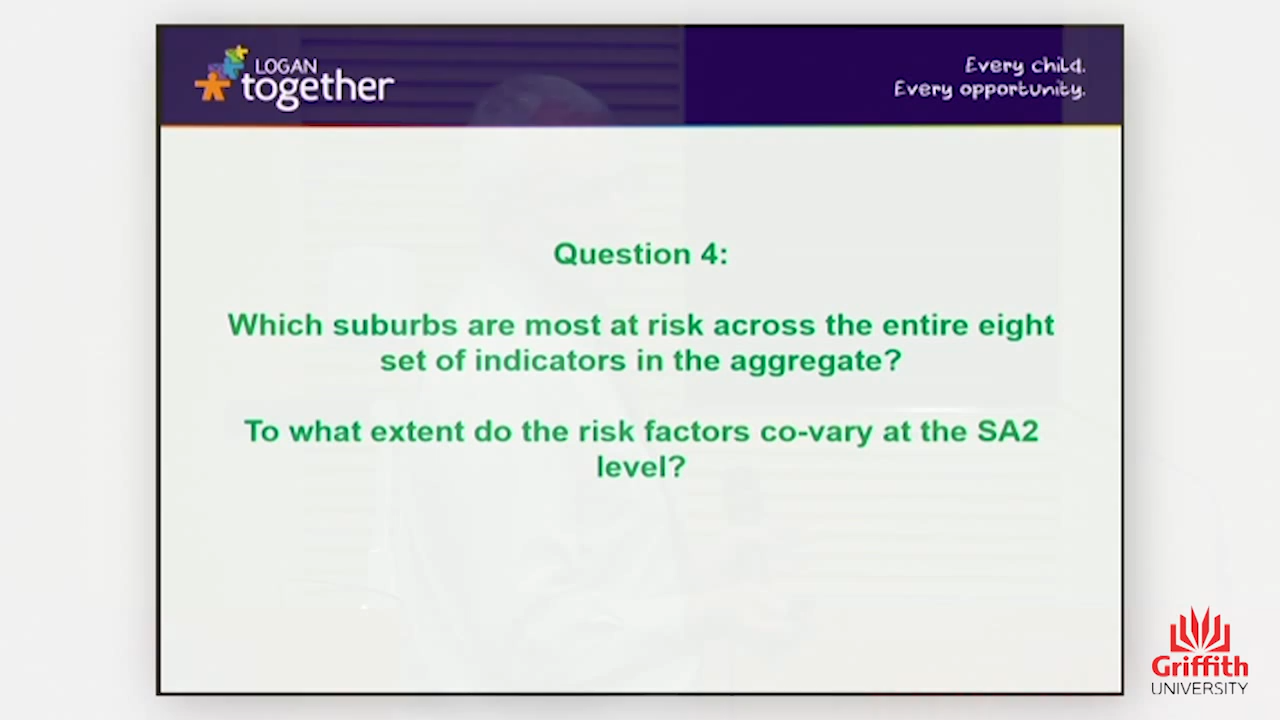 LOGAN
together
Every child.
Every opportunity.
Question 4:
Which suburbs are most at risk across the entire eight
set of indicators in the aggregate?
To what extent do the risk factors co-vary at the SA2
level?
Griffith
UNIVERSITY